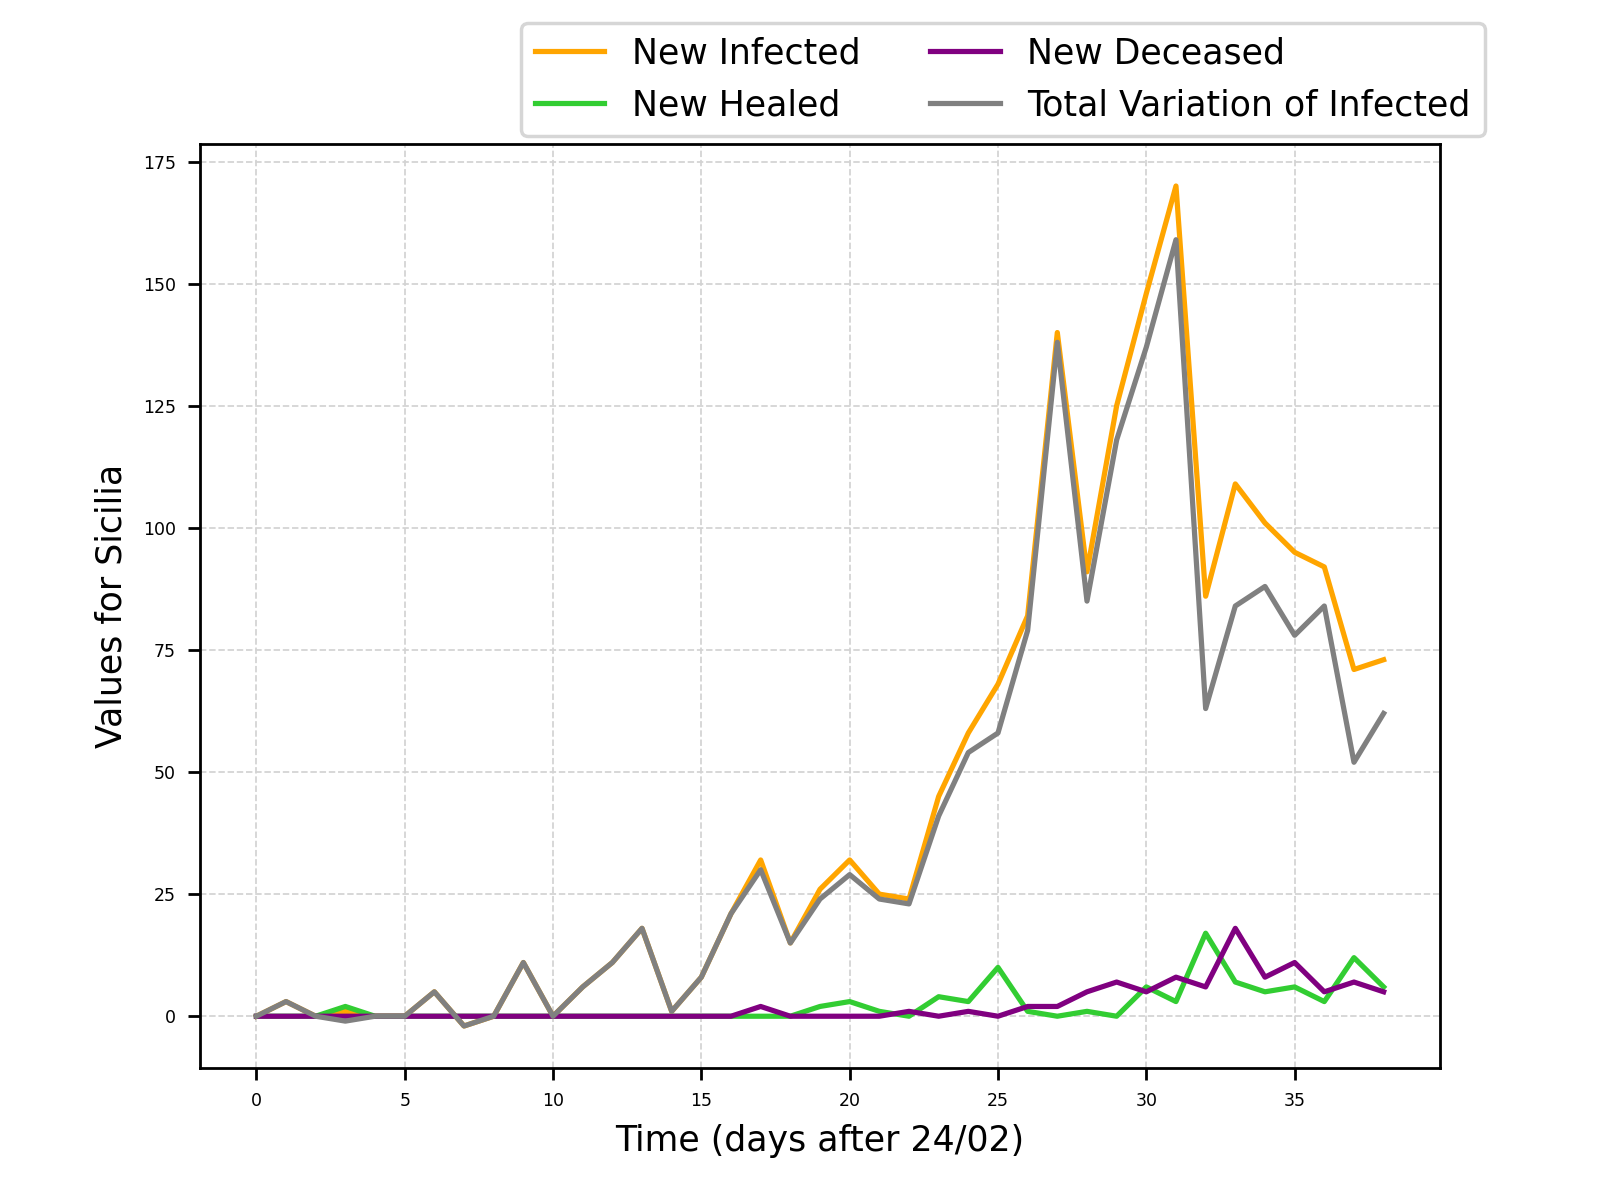 New Infected
New Healed
New Deceased
Total Variation of Infected
175
150
125
100
75
50
25
0
Values for Sicilia
0 5 10 15 20 25 30 35
Time (days after 24/02)